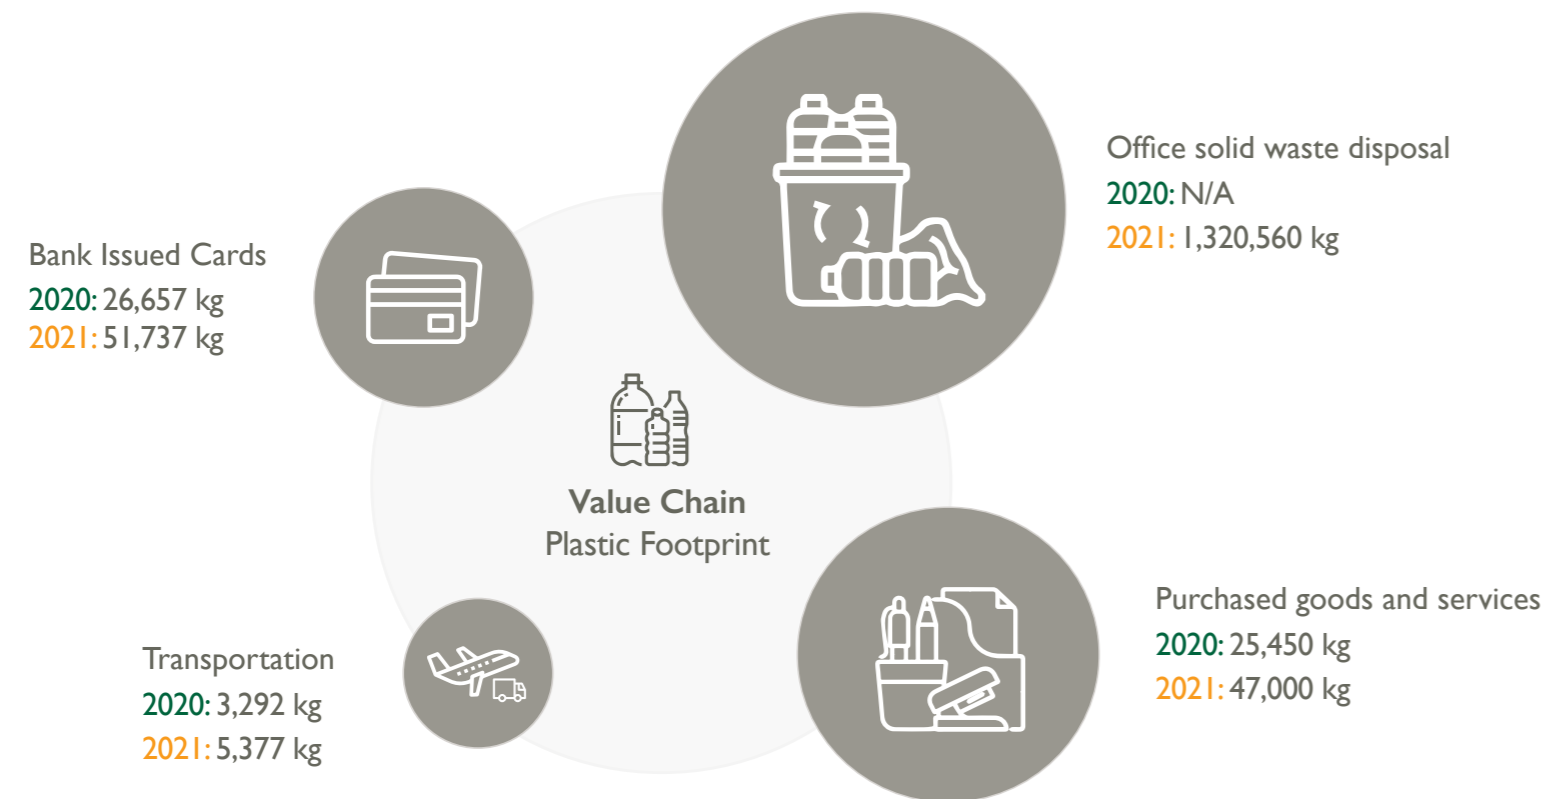 Office solid waste disposal
2020: N/A
2021: 1,320,560 kg
Bank Issued Cards
2020: 26,657 kg
2021: 51,737 kg
Value Chain
Plastic Footprint
Purchased goods and services
2020: 25,450 kg
2021: 47,000 kg
Transportation
2020: 3,292 kg
2021: 5,377 kg